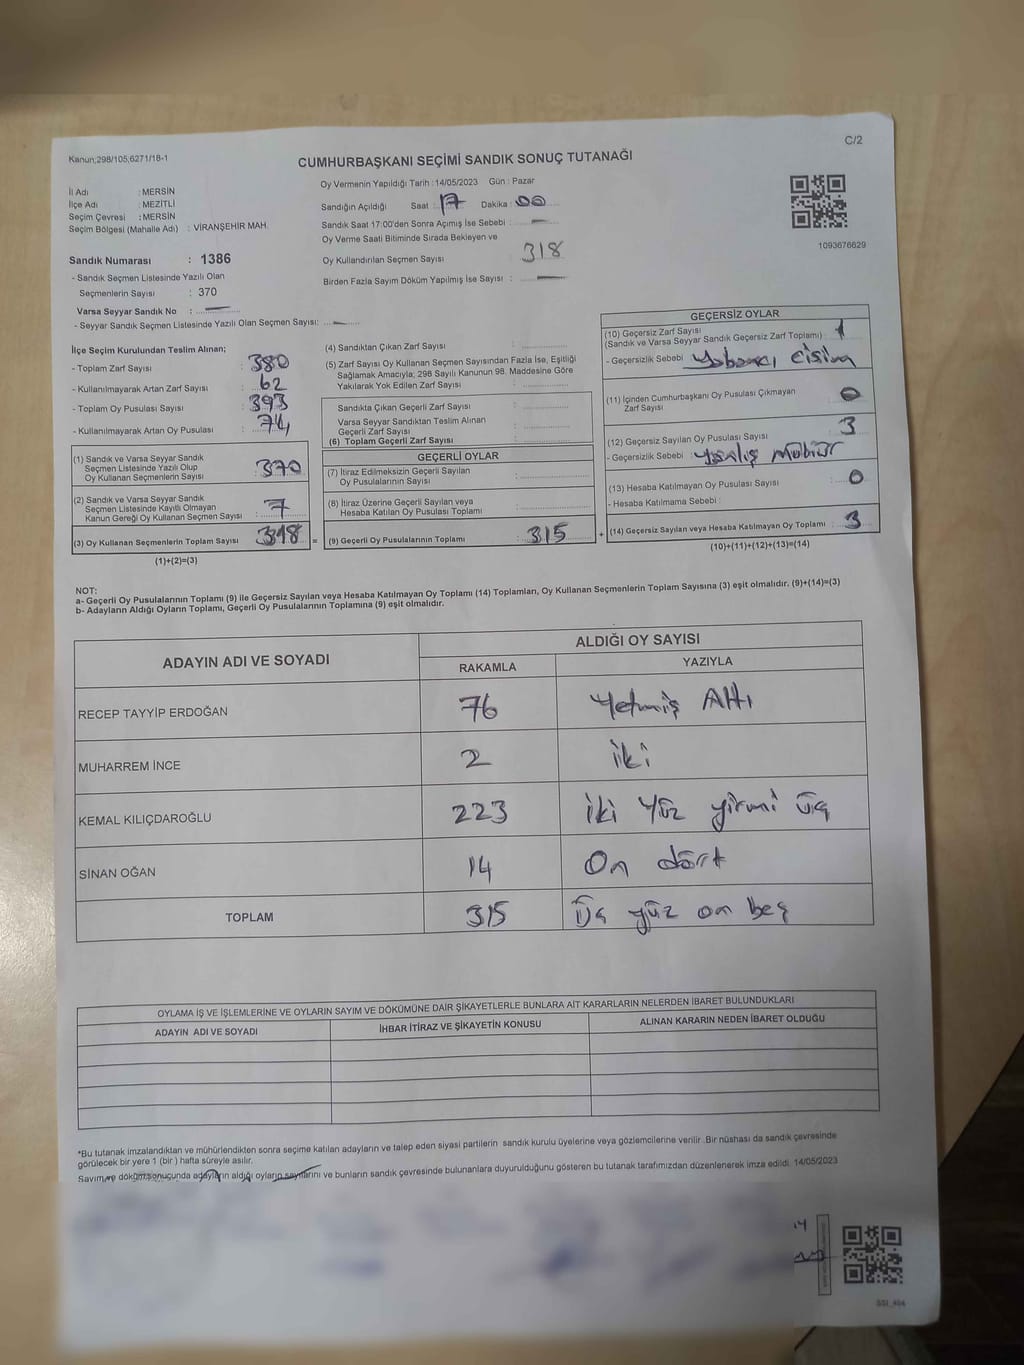 C/2
Kanun;298/105,6271/18-1
CUMHURBAŞKANI SEÇİMİ SANDIK SONUÇ TUTANAĞI
İl Adı : MERSİN
İlçe Adı : MEZİTLİ
Seçim Çevresi : MERSİN
Seçim Bölgesi (Mahalle Adı) : VİRANŞEHİR MAH.
Sandık Numarası : 1386
- Sandık Seçmen Listesinde Yazılı Olan
Seçmenlerin Sayısı : 370
Varsa Seyyar Sandık No :
- Seyyar Sandık Seçmen Listesinde Yazılı Olan Seçmen Sayısı:
Oy Vermenin Yapıldığı Tarih : 14/05/2023 Gün : Pazar
Sandığın Açıldığı Saat : 17 Dakika : 00
Sandık Saat 17:00'den Sonra Açmış İse Sebebi :
Oy Verme Saati Bitiminde Sırada Bekleyen ve
Oy Kullandırılan Seçmen Sayısı : 318
Birden Fazla Sayım Döküm Yapılmış İse Sayısı :
1093676629
İlçe Seçim Kurulundan Teslim Alınan;
- Toplam Zarf Sayısı : 380
- Kullanılmayarak Artan Zarf Sayısı : 62
- Toplam Oy Pusulası Sayısı : 393
- Kullanılmayarak Artan Oy Pusulası : 74
(1) Sandık ve Varsa Seyyar Sandık
Seçmen Listesinde Yazılı Olup
Oy Kullanan Seçmenlerin Sayısı : 370
(2) Sandık ve Varsa Seyyar Sandık
Seçmen Listesinde Kayıtlı Olmayan
Kanun Gereği Oy Kullanan Seçmen Sayısı : 7
(3) Oy Kullanan Seçmenlerin Toplam Sayısı : 318 =
(1)+(2)=(3)
(4) Sandıktan Çıkan Zarf Sayısı :
(5) Zarf Sayısı Oy Kullanan Seçmen Sayısından Fazla İse, Eşitliği
Sağlamak Amacıyla; 298 Sayılı Kanunun 98. Maddesine Göre
Yakılarak Yok Edilen Zarf Sayısı :
Sandıkta Çıkan Geçerli Zarf Sayısı :
Varsa Seyyar Sandıktan Teslim Alınan
Geçerli Zarf Sayısı :
(6) Toplam Geçerli Zarf Sayısı :
GEÇERLİ OYLAR
(7) İtiraz Edilmeksizin Geçerli Sayılan
Oy Pusulalarının Sayısı :
(8) İtiraz Üzerine Geçerli Sayılan veya
Hesaba Katılan Oy Pusulası Toplamı :
(9) Geçerli Oy Pusulalarının Toplamı : 315 +
GEÇERSİZ OYLAR
(10) Geçersiz Zarf Sayısı
(Sandık ve Varsa Seyyar Sandık Geçersiz Zarf Toplamı) : 1
- Geçersizlik Sebebi : Yabancı Cisim
(11) İçinden Cumhurbaşkanı Oy Pusulası Çıkmayan
Zarf Sayısı : 0
(12) Geçersiz Sayılan Oy Pusulası Sayısı : 3
- Geçersizlik Sebebi : Yanlış Mühür
(13) Hesaba Katılmayan Oy Pusulası Sayısı : 0
- Hesaba Katılmama Sebebi :
(14) Geçersiz Sayılan veya Hesaba Katılmayan Oy Toplamı : 3
(10)+(11)+(12)+(13)=(14)
NOT:
a- Geçerli Oy Pusulalarının Toplamı (9) ile Geçersiz Sayılan veya Hesaba Katılmayan Oy Toplamı (14) Toplamları, Oy Kullanan Seçmenlerin Toplam Sayısına (3) eşit olmalıdır. (9)+(14)=(3)
b- Adayların Aldığı Oyların Toplamı, Geçerli Oy Pusulalarının Toplamına (9) eşit olmalıdır.
ADAYIN ADI VE SOYADI ALDIĞI OY SAYISI
RAKAMLA YAZIYLA
RECEP TAYYİP ERDOĞAN 76 Yetmiş Altı
MUHARREM İNCE 2 iki
KEMAL KILIÇDAROĞLU 223 iki Yüz yirmi üç
SİNAN OĞAN 14 On dört
TOPLAM 315 Üç yüz on beş
OYLAMA İŞ VE İŞLEMLERİNE VE OYLARIN SAYIM VE DÖKÜMÜNE DAİR ŞİKAYETLERLE BUNLARA AİT KARARLARIN NELERDEN İBARET BULUNDUKLARI
ADAYIN ADI VE SOYADI İHBAR İTİRAZ VE ŞİKAYETİN KONUSU ALINAN KARARIN NEDEN İBARET OLDUĞU
*Bu tutanak imzalandıktan ve mühürlendikten sonra seçime katılan adayların ve talep eden siyasi partilerin sandık kurulu üyelerine veya gözlemcilerine verilir .Bir nüshası da sandık çevresinde
görülecek bir yere 1 (bir ) hafta süreyle asılır.
Sayım ve döküm sonucunda adayların aldığı oyların sayılarını ve bunların sandık çevresinde bulunanlara duyurulduğunu gösteren bu tutanak tarafımızdan düzenlenerek imza edildi. 14/05/2023